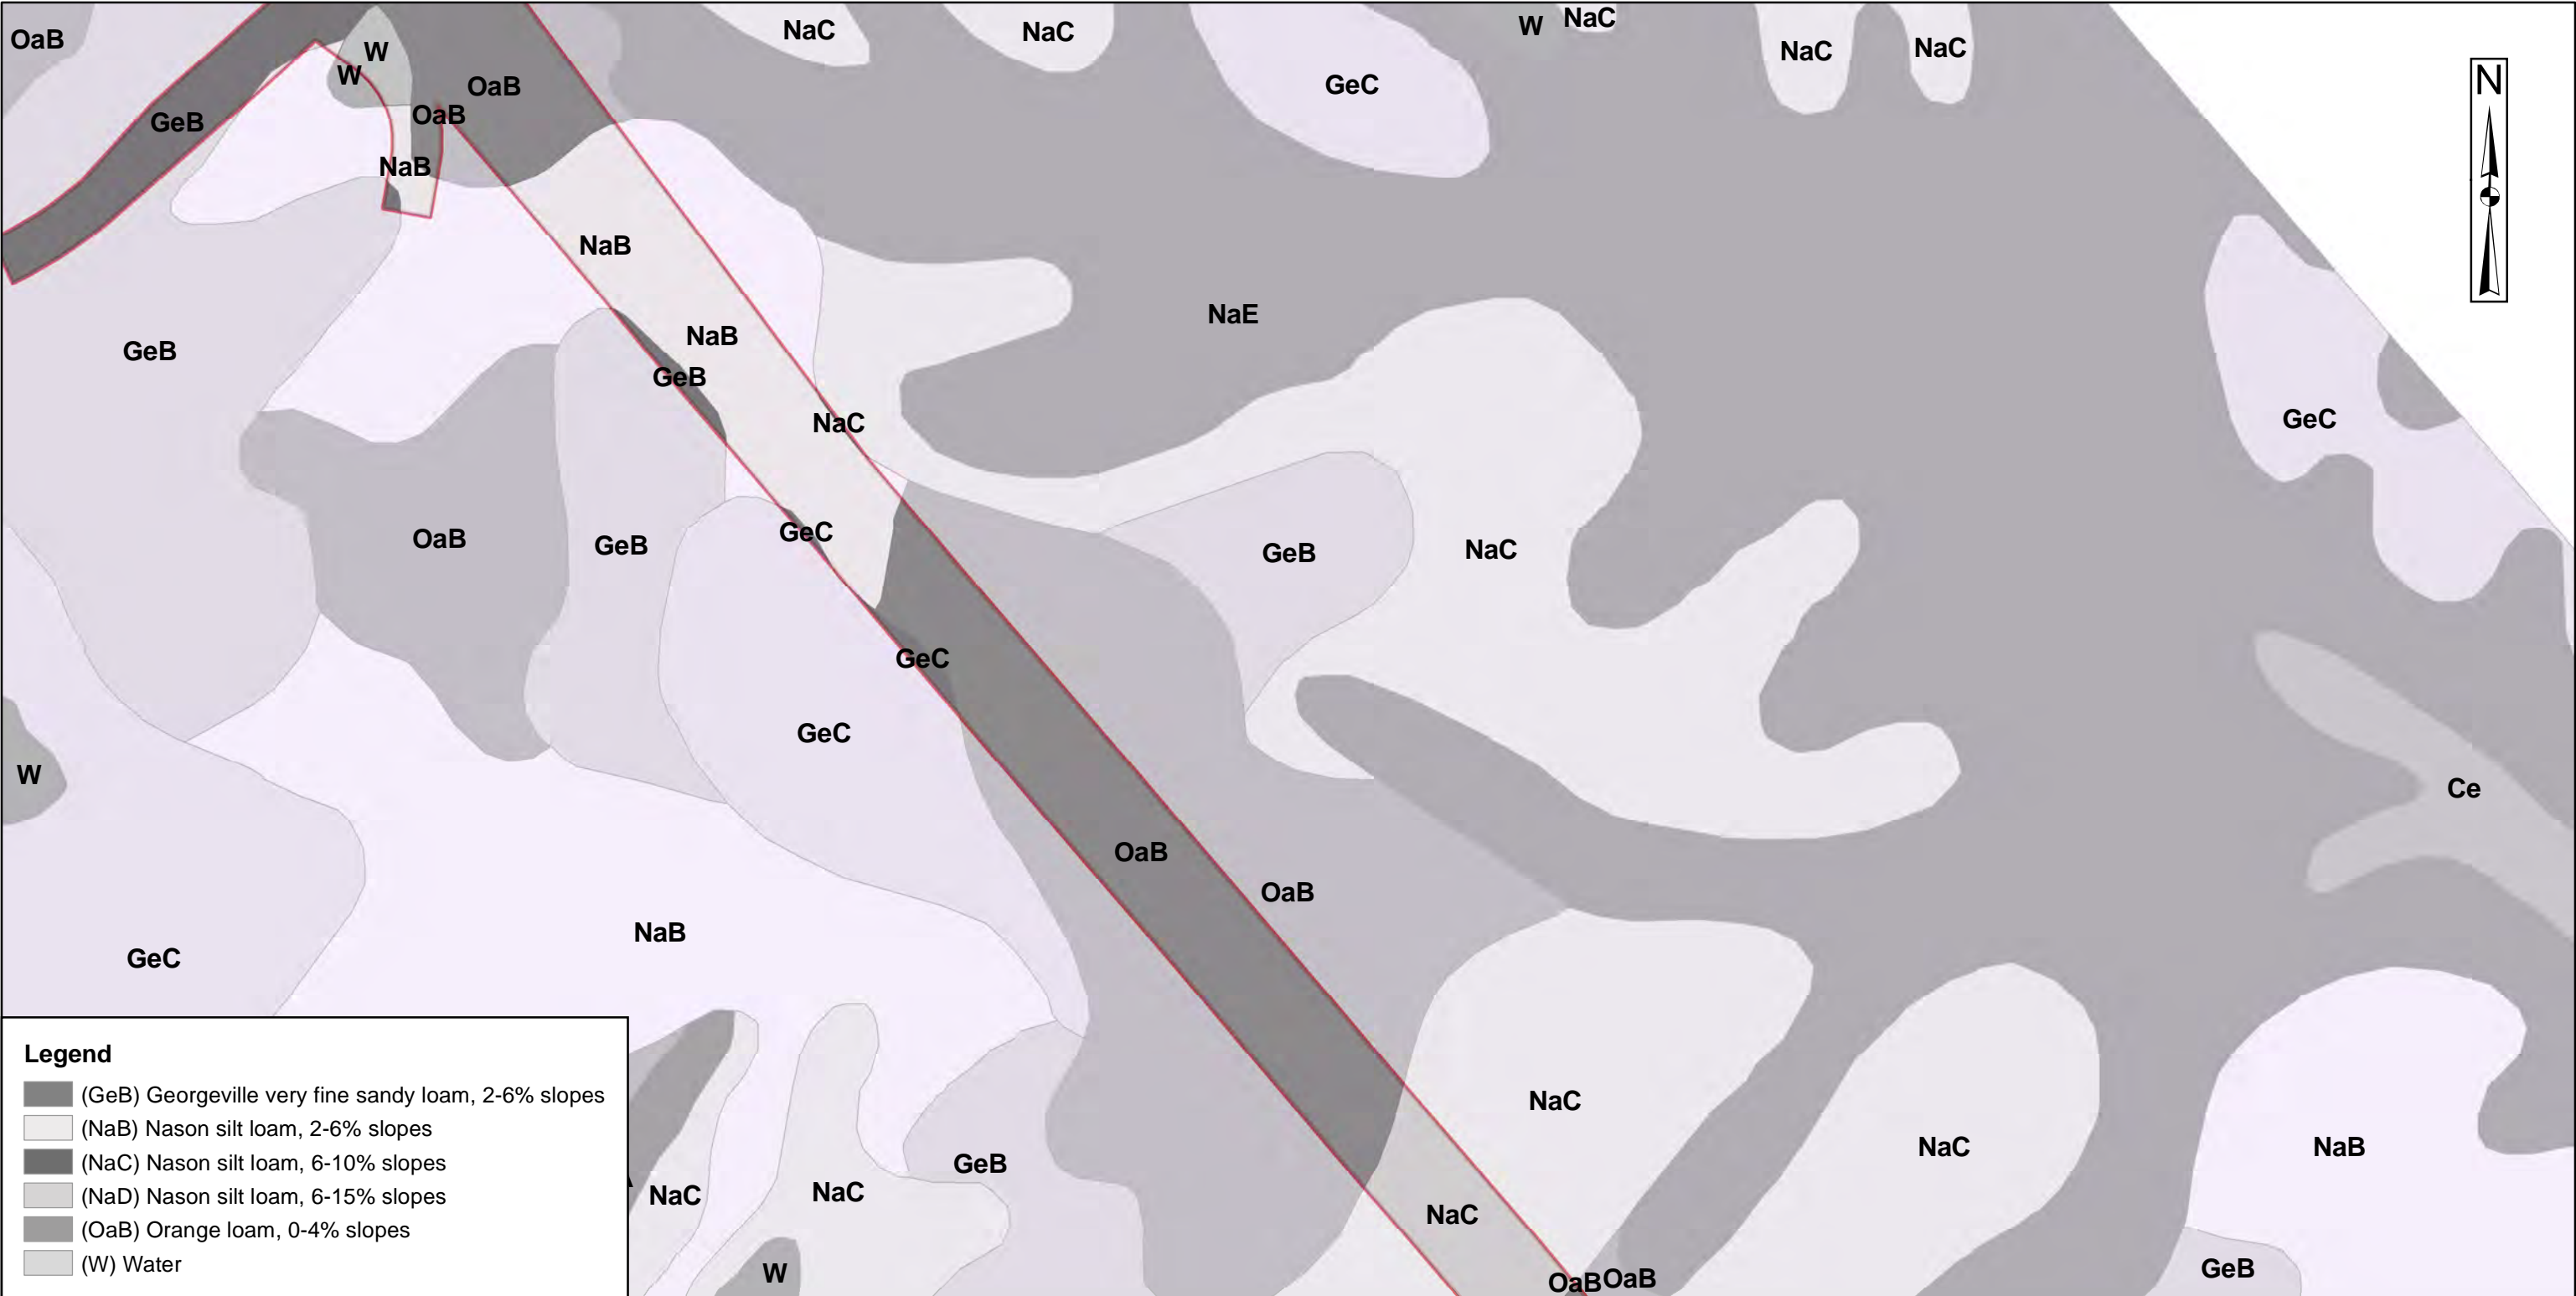 NaC
W
NaC
NaC
OaB
NaC
NaC
W
W
GeC
OaB
N
OaB
GeB
NaB
NaB
NaE
NaB
GeB
GeB
NaC
GeC
GeC
OaB
GeB
GeB
NaC
GeC
GeC
W
Ce
OaB
OaB
NaB
GeC
Legend
(GeB) Georgeville very fine sandy loam, 2-6% slopes
(NaB) Nason silt loam, 2-6% slopes
(NaC) Nason silt loam, 6-10% slopes
(NaD) Nason silt loam, 6-15% slopes
(OaB) Orange loam, 0-4% slopes
(W) Water
NaC
NaC
NaB
GeB
NaC
NaC
NaC
W
OaB
OaB
GeB